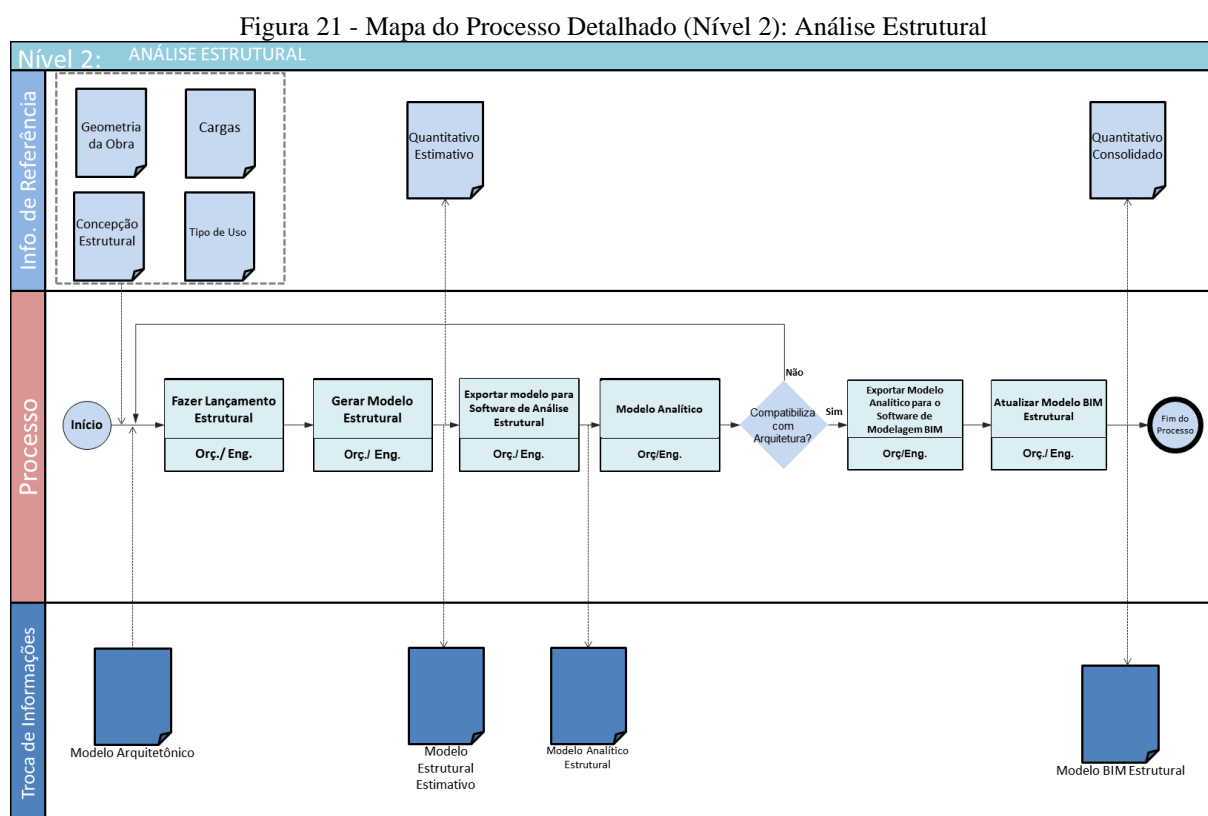 Figura 21 - Mapa do Processo Detalhado (Nível 2): Análise Estrutural
Nível 2: ANÁLISE ESTRUTURAL
Info. de Referência
Geometria
da Obra
Cargas
Concepção
Estrutural
Tipo de Uso
Quantitativo
Estimativo
Quantitativo
Consolidado
Processo
Início
Fazer Lançamento
Estrutural
Orç./ Eng.
Gerar Modelo
Estrutural
Orç./ Eng.
Exportar modelo para
Software de Análise
Estrutural
Orç./ Eng.
Modelo Analítico
Orç/Eng.
Não
Compatibiliza
com
Arquitetura?
Sim
Exportar Modelo
Analítico para o
Software de
Modelagem BIM
Orç/Eng.
Atualizar Modelo BIM
Estrutural
Orç./ Eng.
Fim do
Processo
Troca de Informações
Modelo Arquitetônico
Modelo
Estrutural
Estimativo
Modelo Analítico
Estrutural
Modelo BIM Estrutural